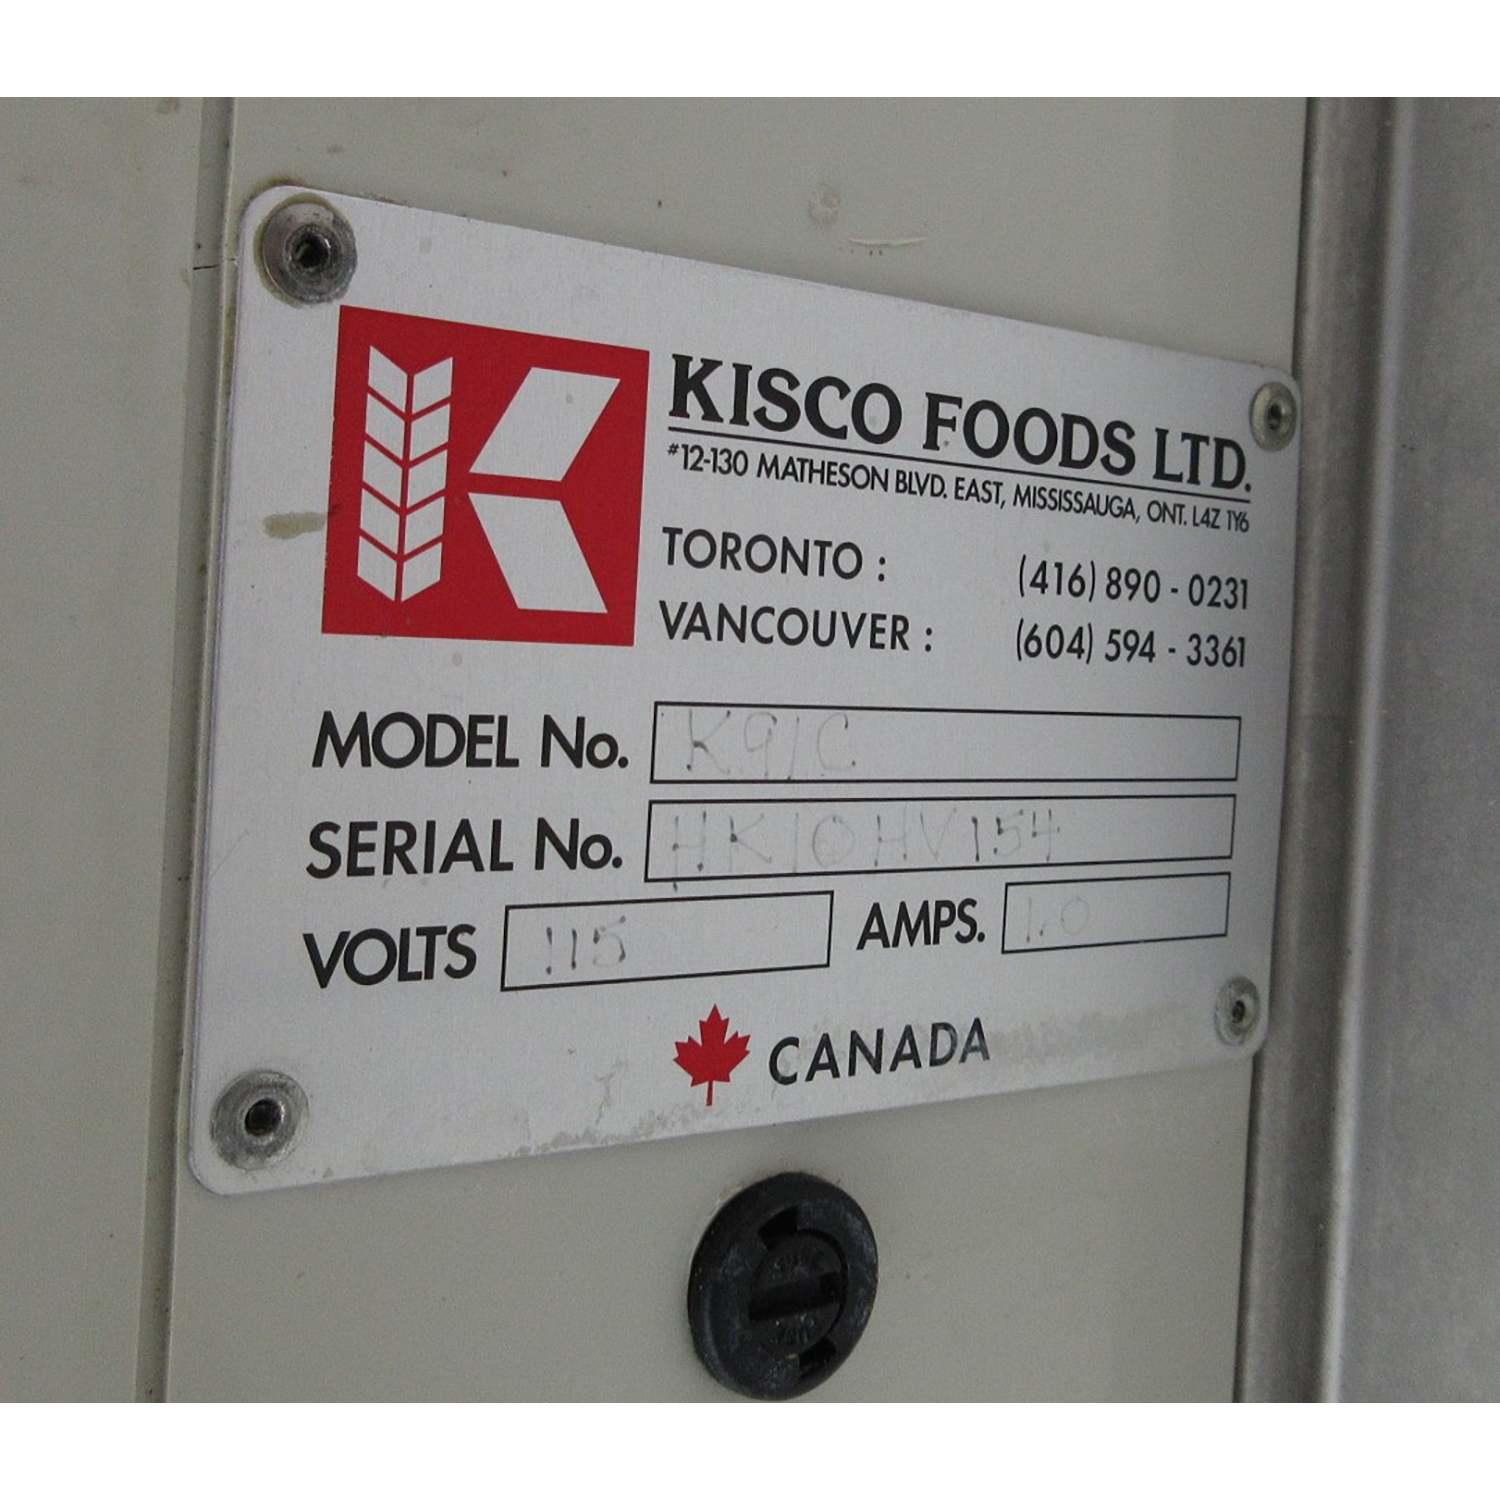 KISCO FOODS LTD.
#12-130 MATHESON BLVD. EAST, MISSISSAUGA, ONT. L4Z 1Y6
TORONTO : (416) 890 - 0231
VANCOUVER : (604) 594 - 3361
MODEL No. K91C
SERIAL No. HK10HV154
VOLTS 115 AMPS. 1.0
CANADA